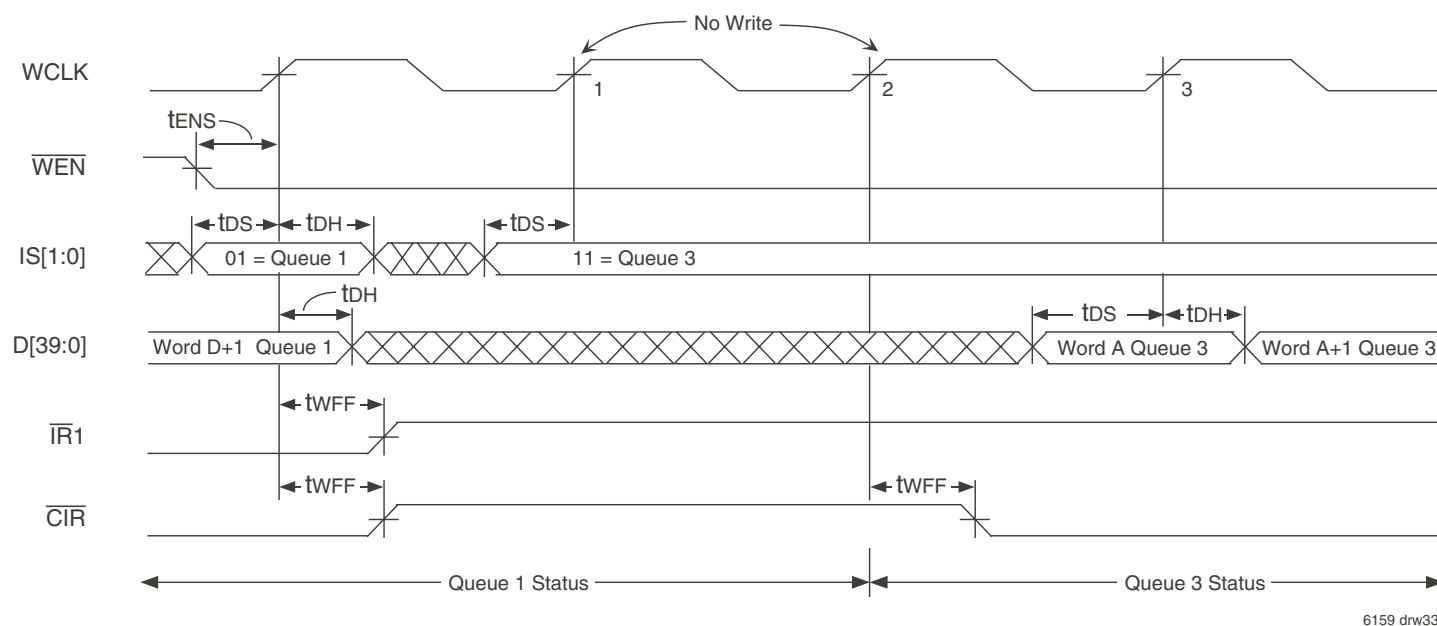 No Write
WCLK
1
2
3
tENS
WEN
tDS
tDH
tDS
IS[1:0]
01 = Queue 1
11 = Queue 3
tDH
tDS
tDH
D[39:0]
Word D+1 Queue 1
Word A Queue 3
Word A+1 Queue 3
tWFF
IR1
tWFF
tWFF
CIR
Queue 1 Status
Queue 3 Status
6159 drw33